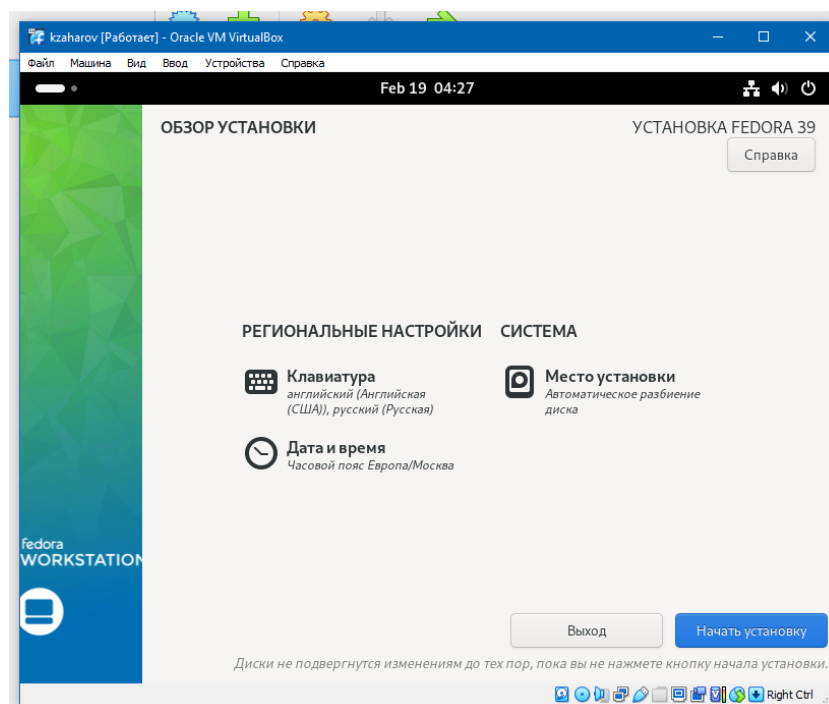 kzaharov [Работает] - Oracle VM VirtualBox
Файл Машина Вид Ввод Устройства Справка
Feb 19 04:27
ОБЗОР УСТАНОВКИ
УСТАНОВКА FEDORA 39
Справка
РЕГИОНАЛЬНЫЕ НАСТРОЙКИ
СИСТЕМА
Клавиатура
английский (Английская
(США)), русский (Русская)
Место установки
Автоматическое разбиение
диска
Дата и время
Часовой пояс Европа/Москва
fedora
WORKSTATION
Выход
Начать установку
Диски не подвергнутся изменениям до тех пор, пока вы не нажмете кнопку начала установки.
Right Ctrl